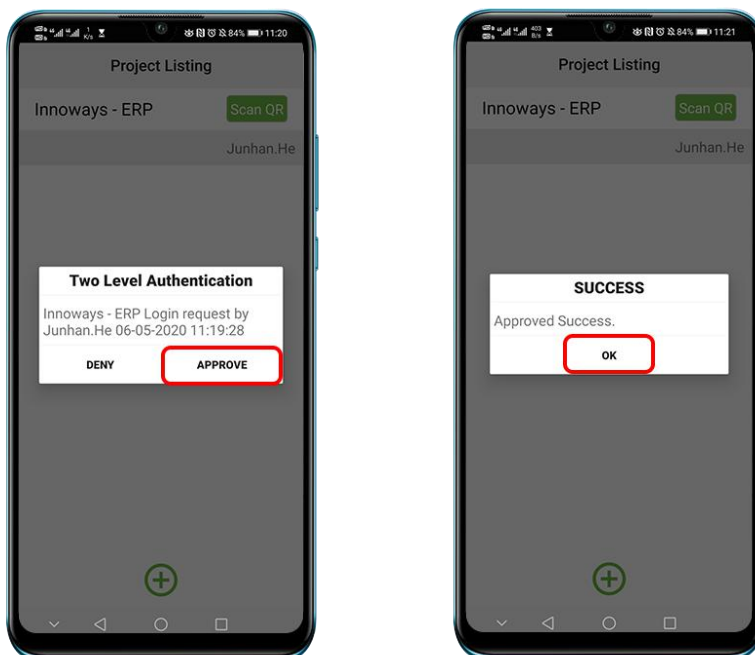 1 K/s 84% 11:20
Project Listing
Innoways - ERP
Scan QR
Junhan.He
Two Level Authentication
Innoways - ERP Login request by
Junhan.He 06-05-2020 11:19:28
DENY APPROVE
403 B/s 84% 11:21
Project Listing
Innoways - ERP
Scan QR
Junhan.He
SUCCESS
Approved Success.
OK